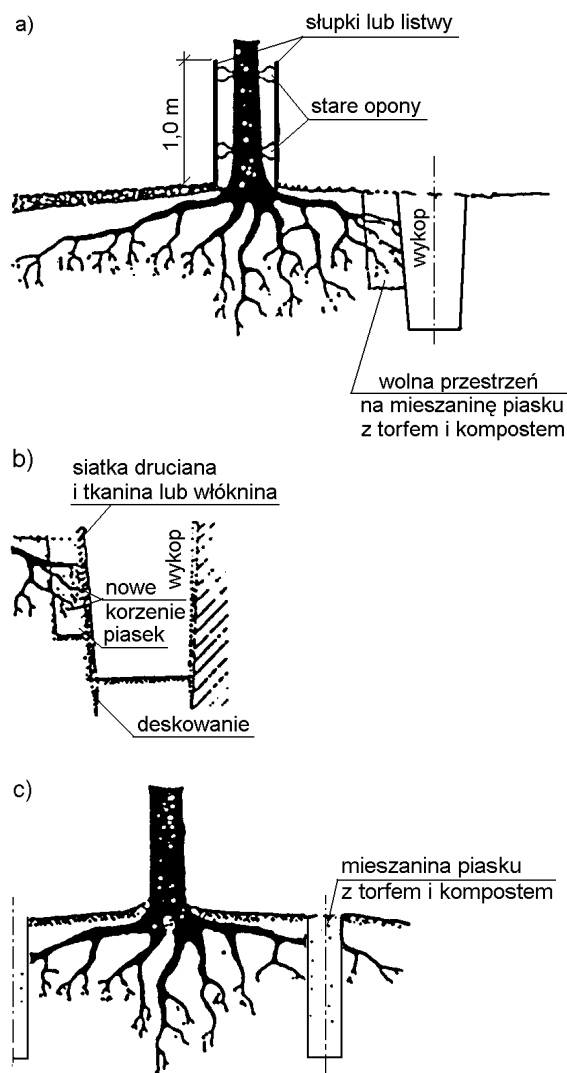 a)
słupki lub listwy
stare opony
1,0 m
wykop
wolna przestrzeń
na mieszaninę piasku
z torfem i kompostem
b)
siatka druciana
i tkanina lub włóknina
wykop
nowe
korzenie
piasek
deskowanie
c)
mieszanina piasku
z torfem i kompostem